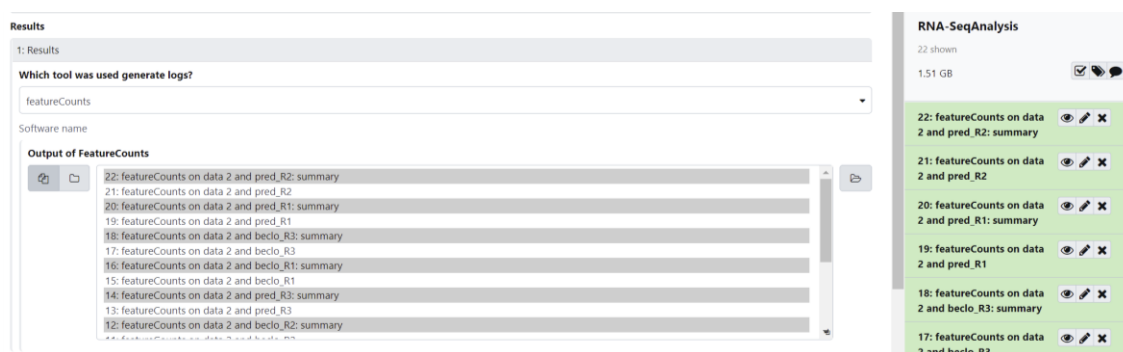 Results
1: Results
Which tool was used generate logs?
featureCounts
Software name
Output of FeatureCounts
22: featureCounts on data 2 and pred_R2: summary
21: featureCounts on data 2 and pred_R2
20: featureCounts on data 2 and pred_R1: summary
19: featureCounts on data 2 and pred_R1
18: featureCounts on data 2 and beclo_R3: summary
17: featureCounts on data 2 and beclo_R3
16: featureCounts on data 2 and beclo_R1: summary
15: featureCounts on data 2 and beclo_R1
14: featureCounts on data 2 and pred_R3: summary
13: featureCounts on data 2 and pred_R3
12: featureCounts on data 2 and beclo_R2: summary
RNA-SeqAnalysis
22 shown
1.51 GB
22: featureCounts on data
2 and pred_R2: summary
21: featureCounts on data
2 and pred_R2
20: featureCounts on data
2 and pred_R1: summary
19: featureCounts on data
2 and pred_R1
18: featureCounts on data
2 and beclo_R3: summary
17: featureCounts on data
2 and beclo_R3